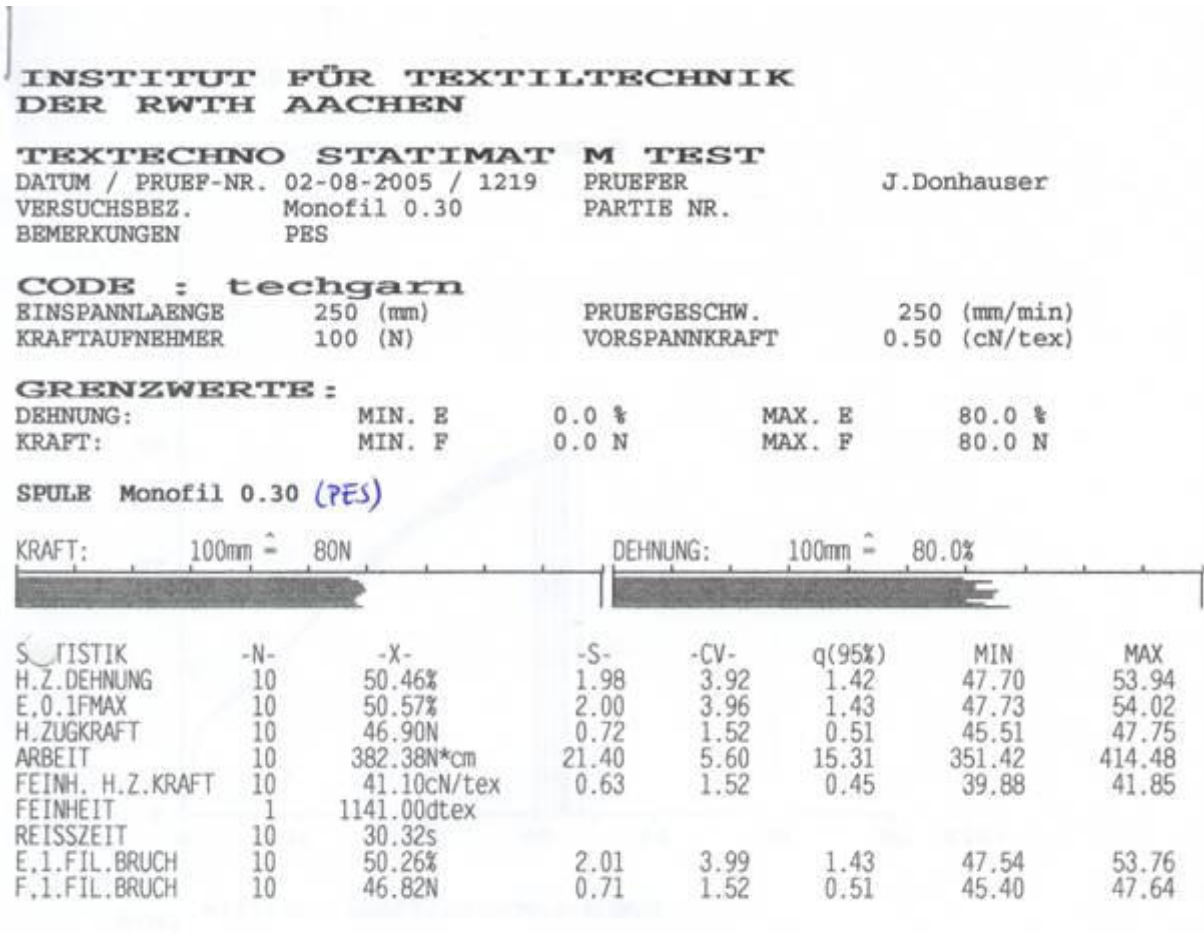 INSTITUT FÜR TEXTILTECHNIK
DER RWTH AACHEN
TEXTECHNO STATIMAT M TEST
DATUM / PRUEF-NR. 02-08-2005 / 1219 PRUEFER J.Donhauser
VERSUCHSBEZ. Monofil 0.30 PARTIE NR.
BEMERKUNGEN PES
CODE : techgarn
EINSPANNLAENGE 250 (mm) PRUEFGESCHW. 250 (mm/min)
KRAFTAUFNEHMER 100 (N) VORSPANNKRAFT 0.50 (cN/tex)
GRENZWERTE:
DEHNUNG: MIN. E 0.0 % MAX. E 80.0 %
KRAFT: MIN. F 0.0 N MAX. F 80.0 N
SPULE Monofil 0.30 (PES)
KRAFT: 100mm ≙ 80N DEHNUNG: 100mm ≙ 80.0%
S TISTIK -N- -X- -S- -CV- q(95%) MIN MAX
H.Z.DEHNUNG 10 50.46% 1.98 3.92 1.42 47.70 53.94
E,0.1FMAX 10 50.57% 2.00 3.96 1.43 47.73 54.02
H.ZUGKRAFT 10 46.90N 0.72 1.52 0.51 45.51 47.75
ARBEIT 10 382.38N*cm 21.40 5.60 15.31 351.42 414.48
FEINH. H.Z.KRAFT 10 41.10cN/tex 0.63 1.52 0.45 39.88 41.85
FEINHEIT 1 1141.00dtex
REISSZEIT 10 30.32s
E,1.FIL.BRUCH 10 50.26% 2.01 3.99 1.43 47.54 53.76
F,1.FIL.BRUCH 10 46.82N 0.71 1.52 0.51 45.40 47.64